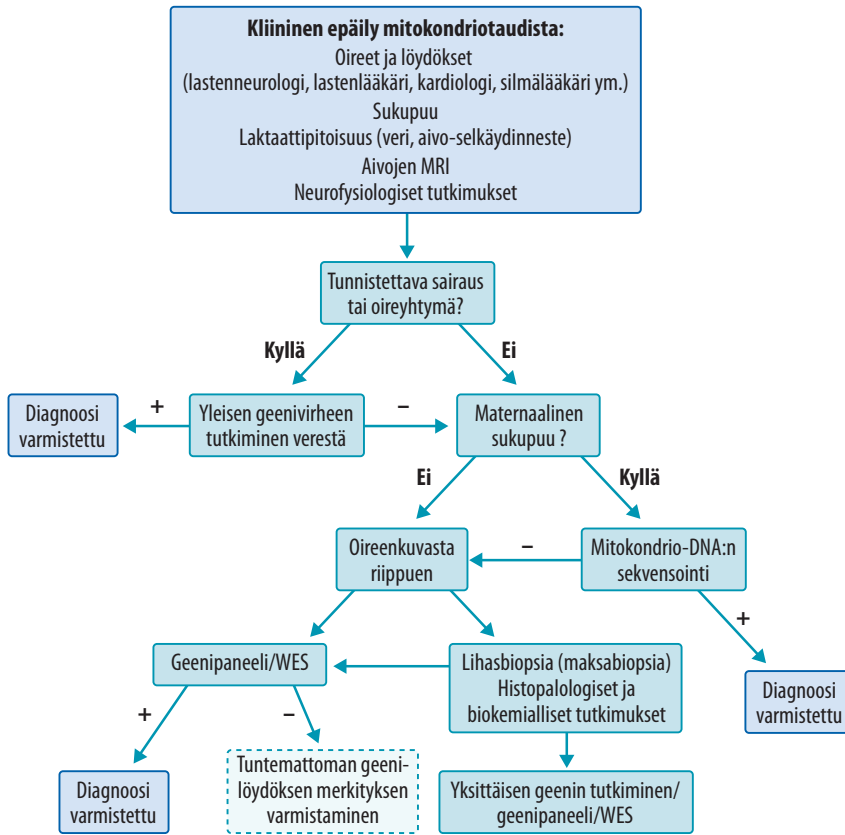 Kliininen epäily mitokondriotaudista:
Oireet ja löydökset
(lastenneurologi, lastenlääkäri, kardiologi, silmälääkäri ym.)
Sukupuu
Laktaattipitoisuus (veri, aivo-selkäydinneste)
Aivojen MRI
Neurofysiologiset tutkimukset
Tunnistettava sairaus
tai oireyhtymä?
Kyllä
Ei
Diagnoosi
varmistettu
+
Yleisen geenivirheen
tutkiminen verestä
–
Maternaalinen
sukupuu ?
Ei
Kyllä
Oireenkuvasta
riippuen
–
Mitokondrio-DNA:n
sekvensointi
+
Geenipaneeli/WES
Lihasbiopsia (maksabiopsia)
Histopalologiset ja
biokemialliset tutkimukset
Diagnoosi
varmistettu
+
–
Diagnoosi
varmistettu
Tuntemattoman geeni-
löydöksen merkityksen
varmistaminen
Yksittäisen geenin tutkiminen/
geenipaneeli/WES